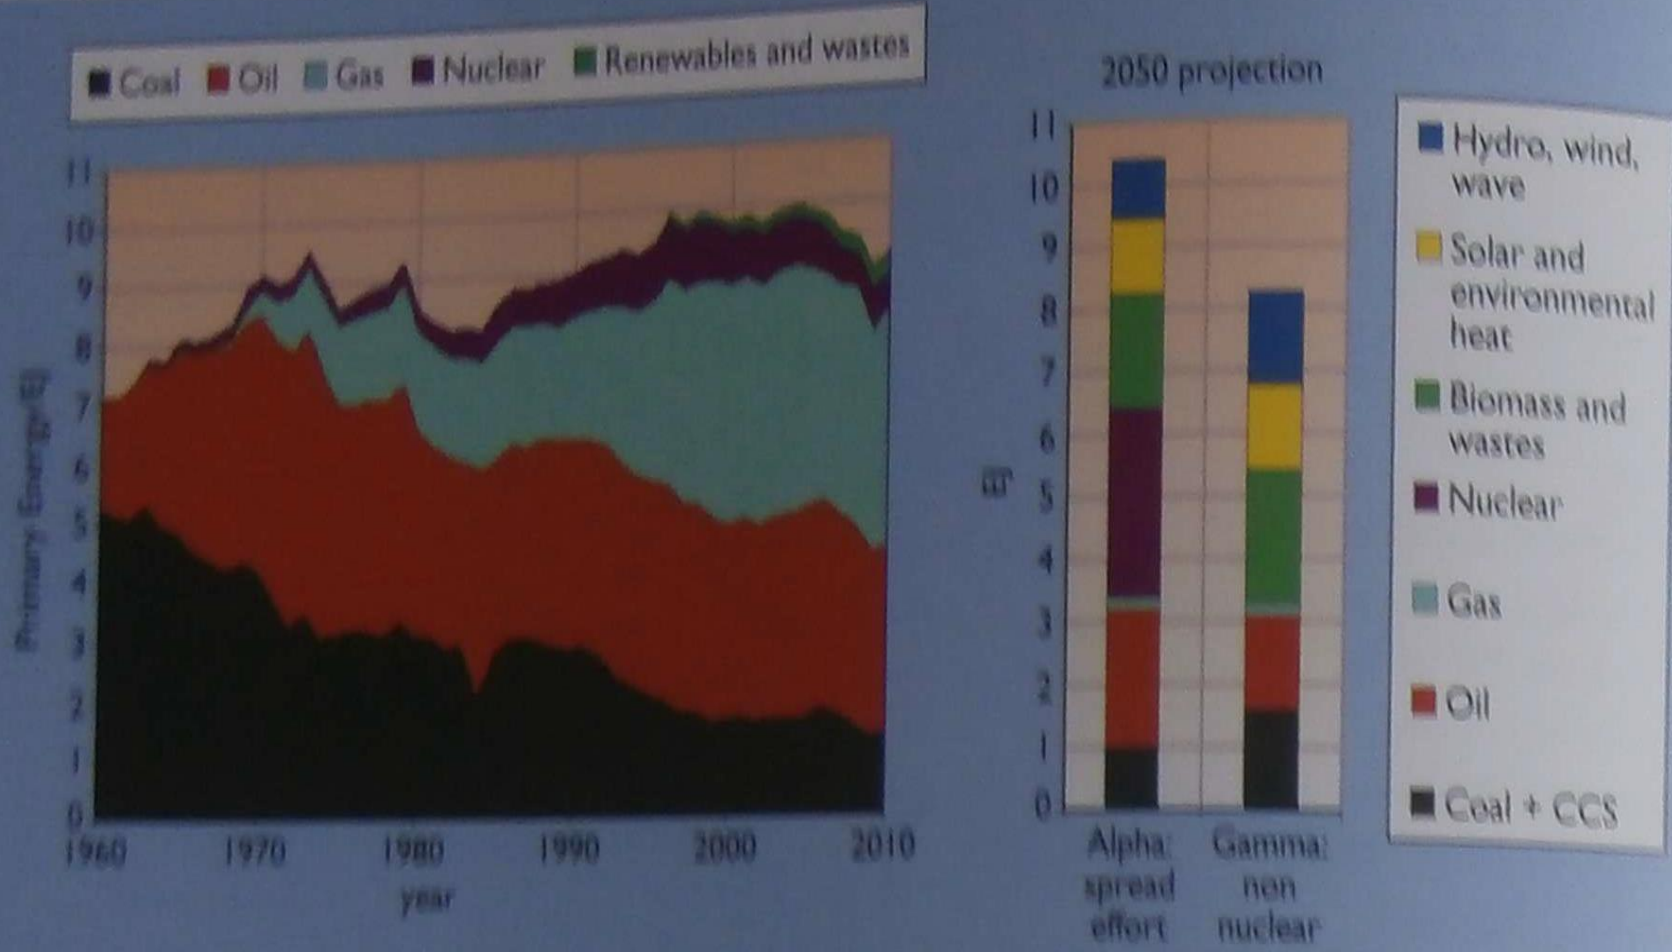 Coal Oil Gas Nuclear Renewables and wastes
11
10
9
8
7
6
5
4
3
2
1
0
Primary Energy/EJ
1960 1970 1980 1990 2000 2010
year
2050 projection
11
10
9
8
7
6
5
4
3
2
1
0
EJ
Alpha: Gamma:
spread non
effort nuclear
Hydro, wind,
wave
Solar and
environmental
heat
Biomass and
wastes
Nuclear
Gas
Oil
Coal + CCS